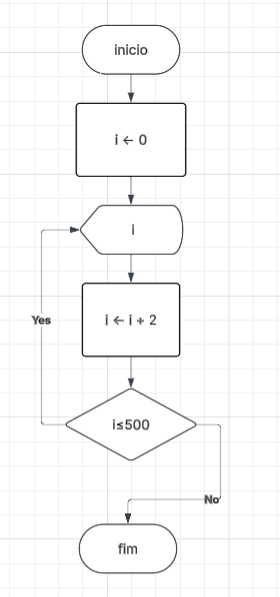 inicio
i ← 0
i
Yes
i ← i + 2
i≤500
No
fim